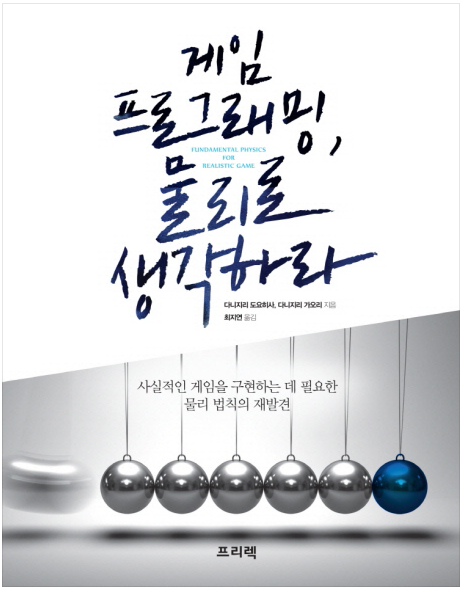 게임
프로그래밍,
FUNDAMENTAL PHYSICS
FOR
REALISTIC GAME
물리로
생각하라
다니지리 도요히사, 다니지리 가오리 지음
최지연 옮김
사실적인 게임을 구현하는 데 필요한
물리 법칙의 재발견
프리렉